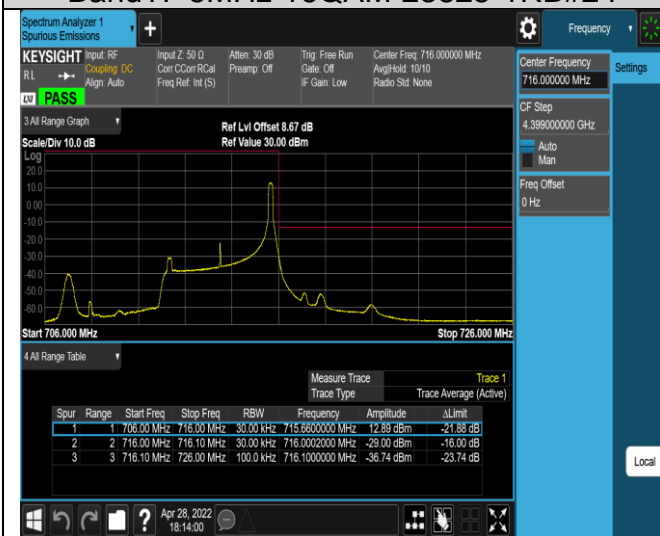 Band17-5MHz-16QAM-23825-1RB#24
Spectrum Analyzer 1
Spurious Emissions
Frequency
KEYSIGHT
Input: RF
Coupling: DC
Align: Auto
Input Z: 50 Ω
Corr CCorr RCal
Freq Ref: Int (S)
Atten: 30 dB
Preamp: Off
Trig: Free Run
Gate: Off
IF Gain: Low
Center Freq: 716.000000 MHz
Avg|Hold: 10/10
Radio Std: None
RL
LXI PASS
Center Frequency
716.000000 MHz
Settings
CF Step
4.399000000 GHz
Auto
Man
Freq Offset
0 Hz
Local
3 All Range Graph
Scale/Div 10.0 dB
Ref Lvl Offset 8.67 dB
Ref Value 30.00 dBm
Log
20.0
10.0
0.00
-10.0
-20.0
-30.0
-40.0
-50.0
-60.0
Start 706.000 MHz
Stop 726.000 MHz
4 All Range Table
Measure Trace Trace 1
Trace Type Trace Average (Active)
Spur Range Start Freq Stop Freq RBW Frequency Amplitude ΔLimit
1 1 706.00 MHz 716.00 MHz 30.00 kHz 715.6600000 MHz 12.89 dBm -21.88 dB
2 2 716.00 MHz 716.10 MHz 30.00 kHz 716.0002000 MHz -29.00 dBm -16.00 dB
3 3 716.10 MHz 726.00 MHz 100.0 kHz 716.1000000 MHz -36.74 dBm -23.74 dB
Apr 28, 2022
18:14:00